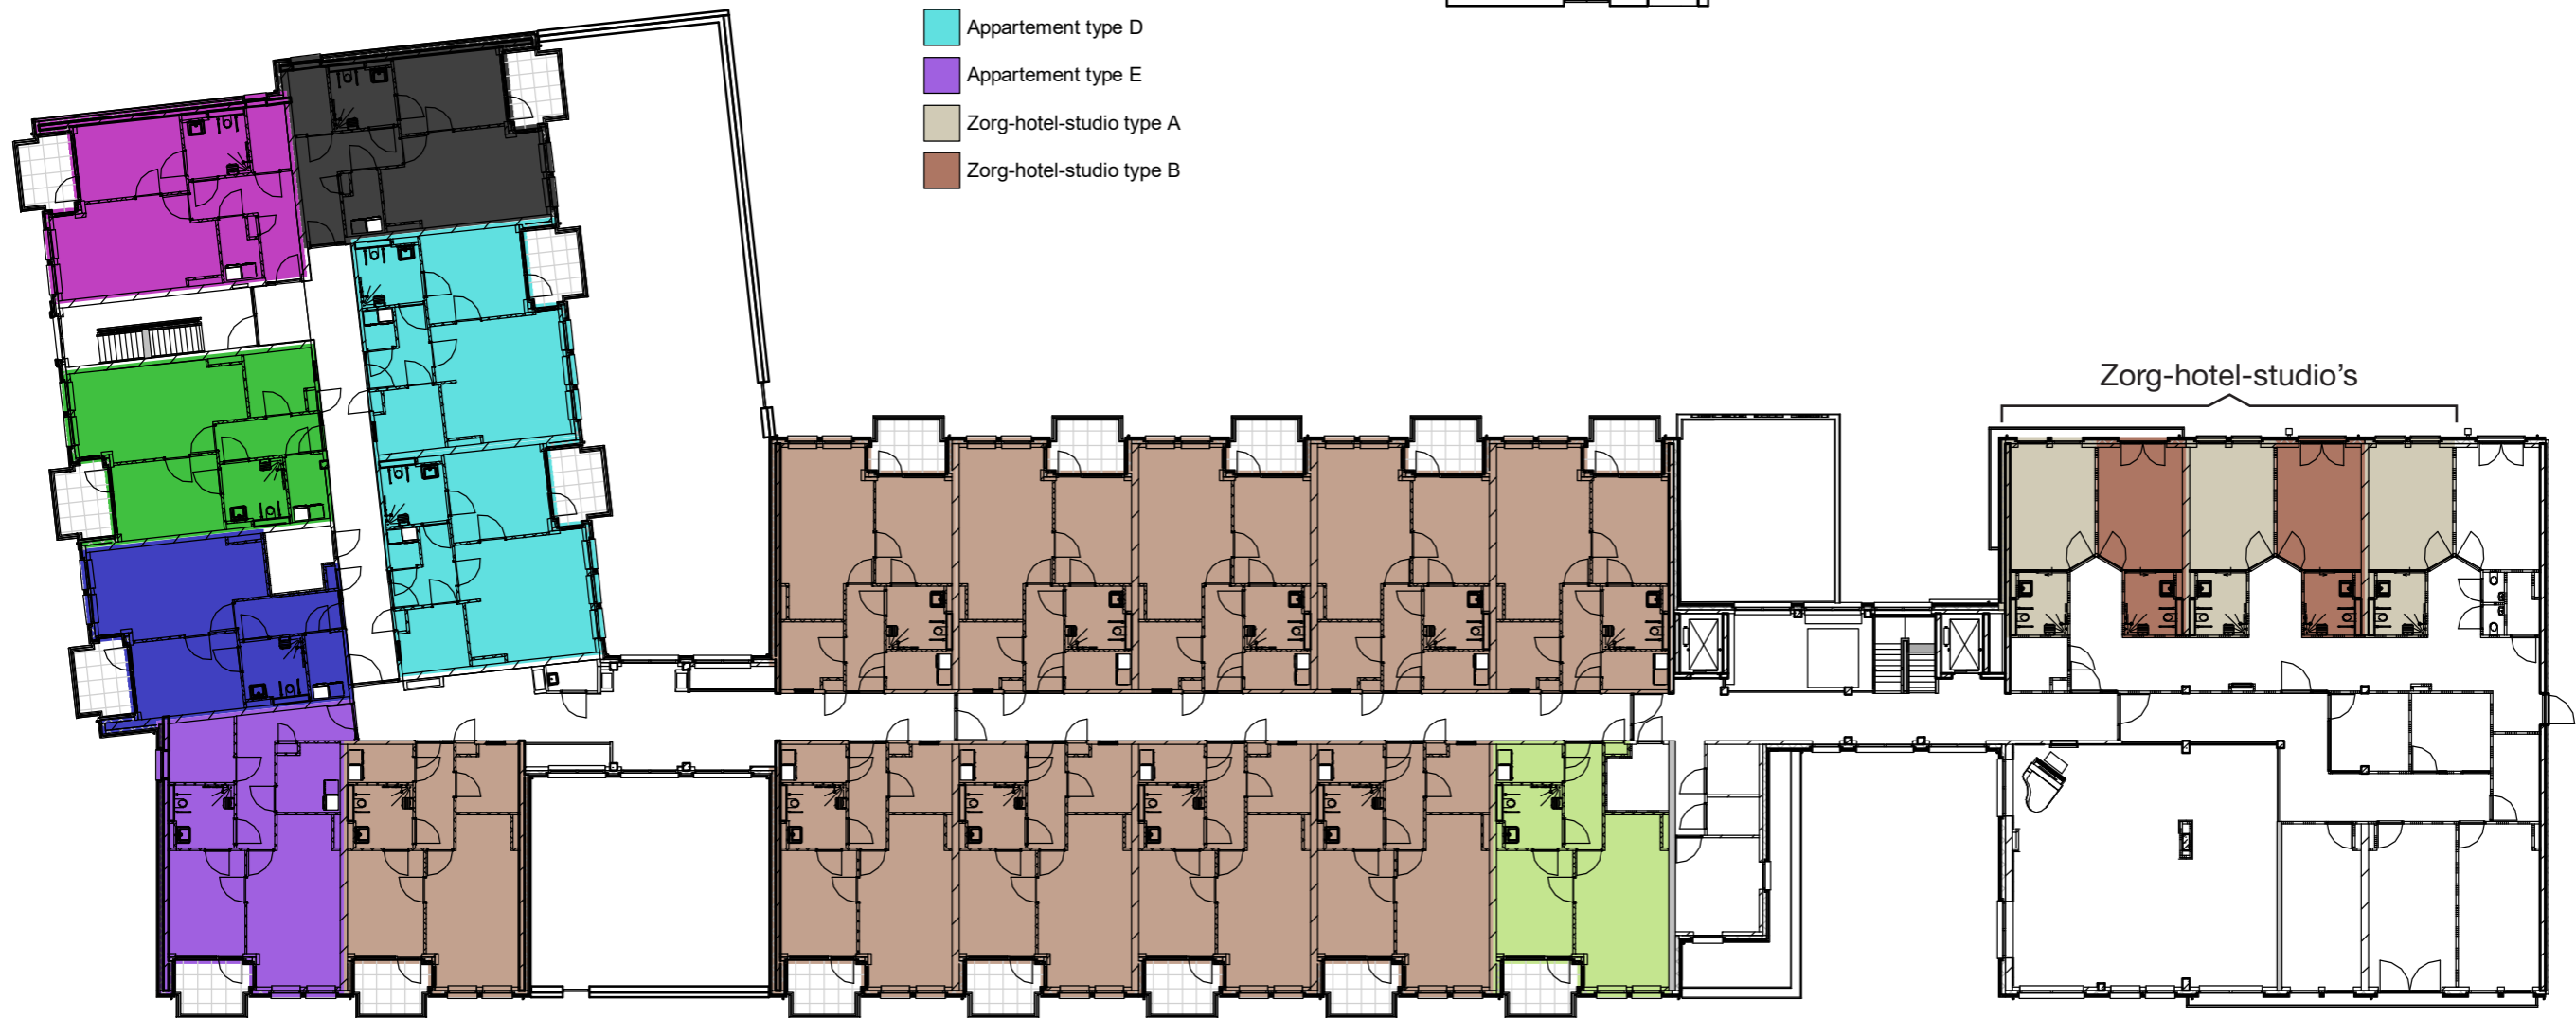 Appartement type D
Appartement type E
Zorg-hotel-studio type A
Zorg-hotel-studio type B
Zorg-hotel-studio’s